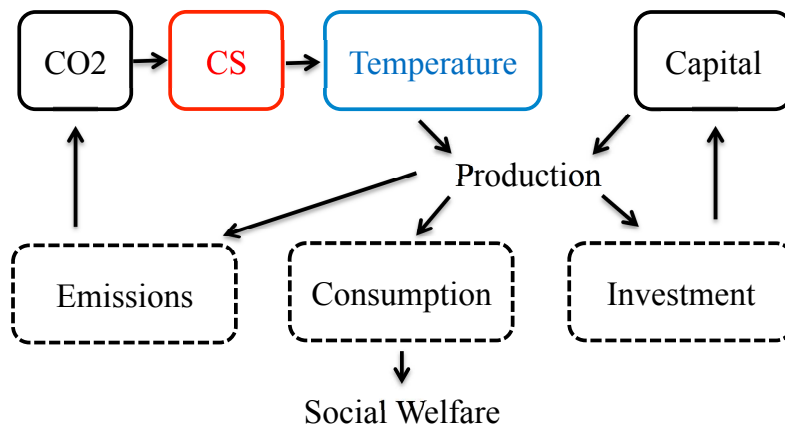 CO2
CS
Temperature
Capital
Production
Emissions
Consumption
Investment
Social Welfare